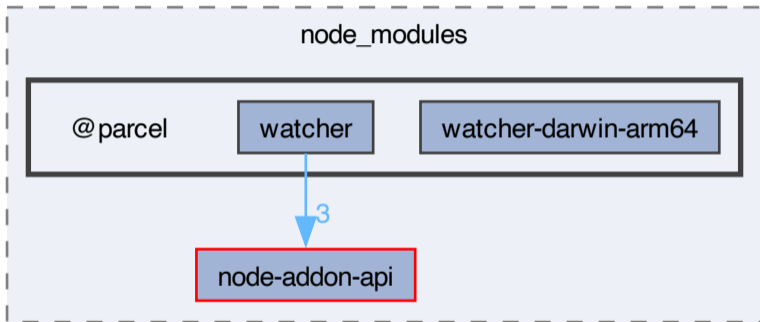 node_modules
@parcel
watcher
watcher-darwin-arm64
3
node-addon-api